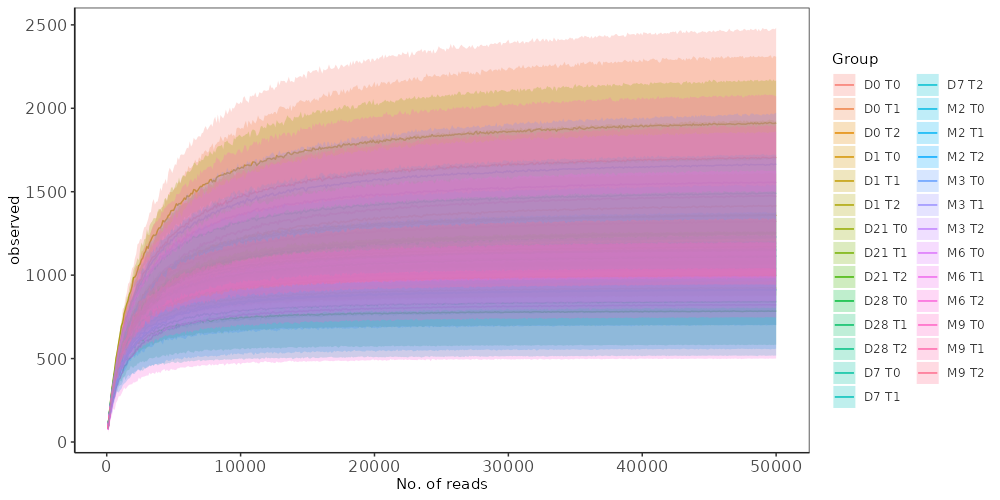 2500
2000
1500
1000
500
0
observed
0 10000 20000 30000 40000 50000
No. of reads
Group
D0 T0
D0 T1
D0 T2
D1 T0
D1 T1
D1 T2
D21 T0
D21 T1
D21 T2
D28 T0
D28 T1
D28 T2
D7 T0
D7 T1
D7 T2
M2 T0
M2 T1
M2 T2
M3 T0
M3 T1
M3 T2
M6 T0
M6 T1
M6 T2
M9 T0
M9 T1
M9 T2